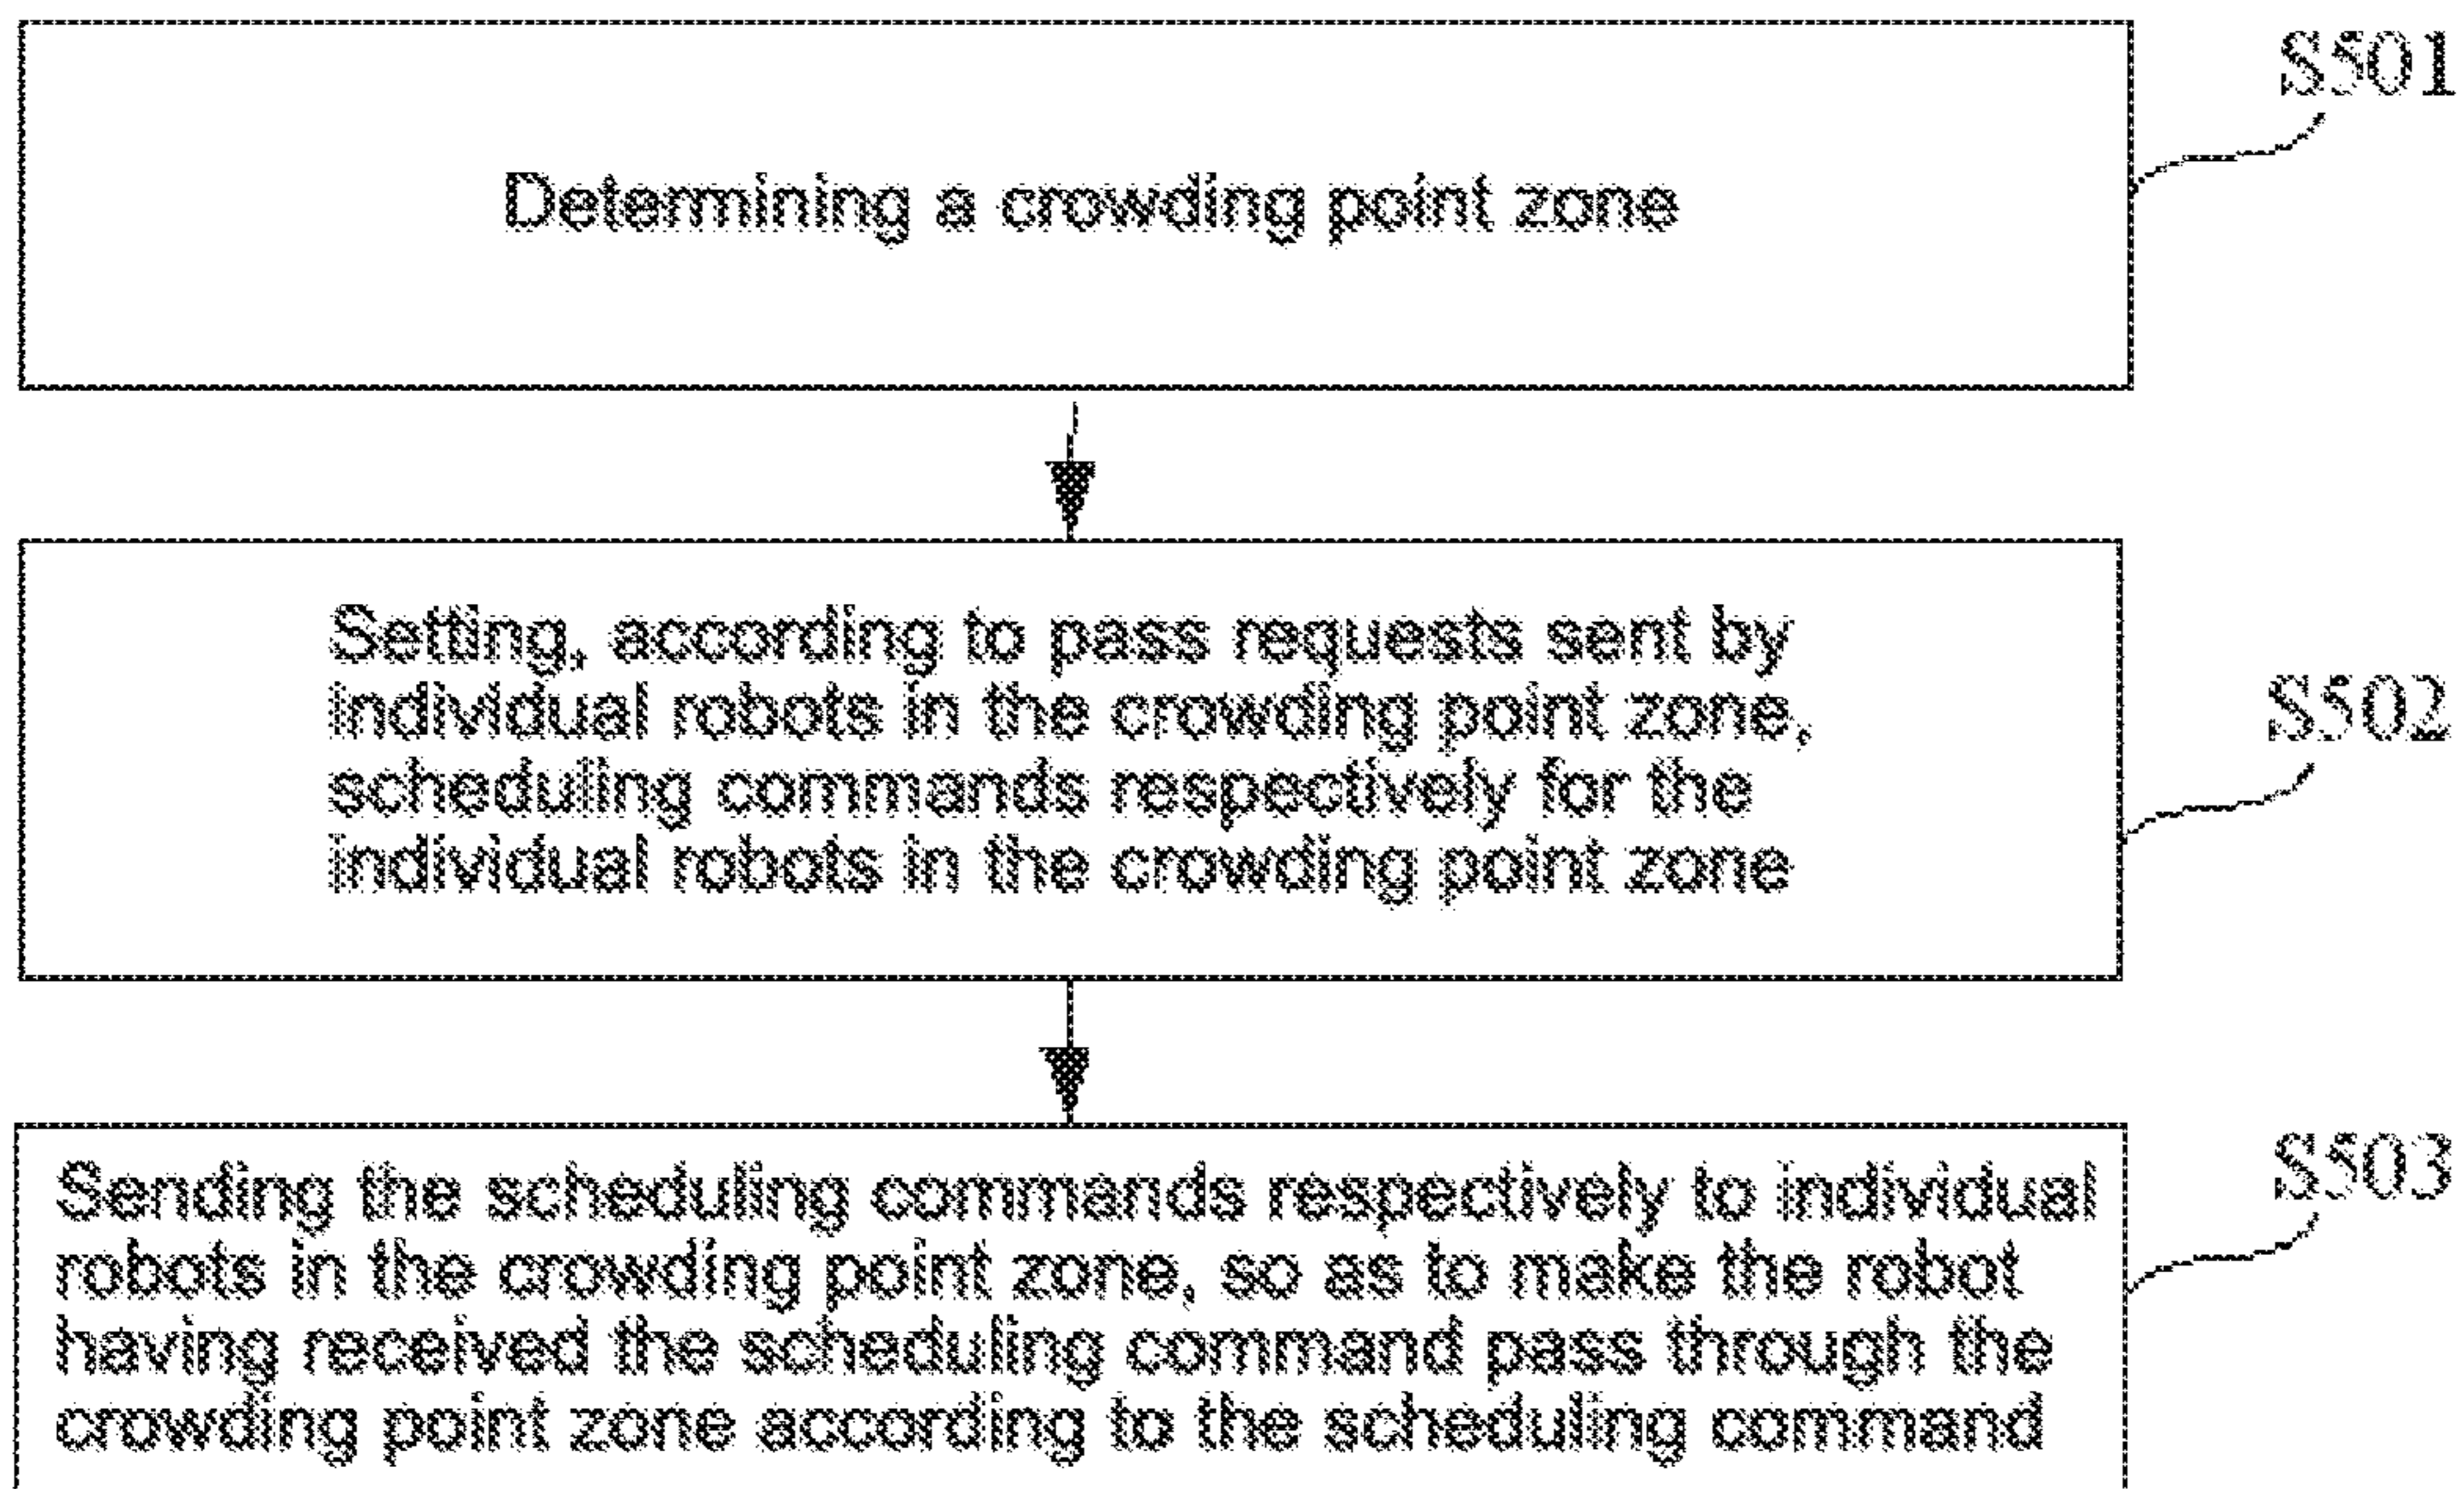 S501
Determining a crowding point zone
Setting, according to pass requests sent by
individual robots in the crowding point zone,
scheduling commands respectively for the
individual robots in the crowding point zone
S502
Sending the scheduling commands respectively to individual
robots in the crowding point zone, so as to make the robot
having received the scheduling command pass through the
crowding point zone according to the scheduling command
S503